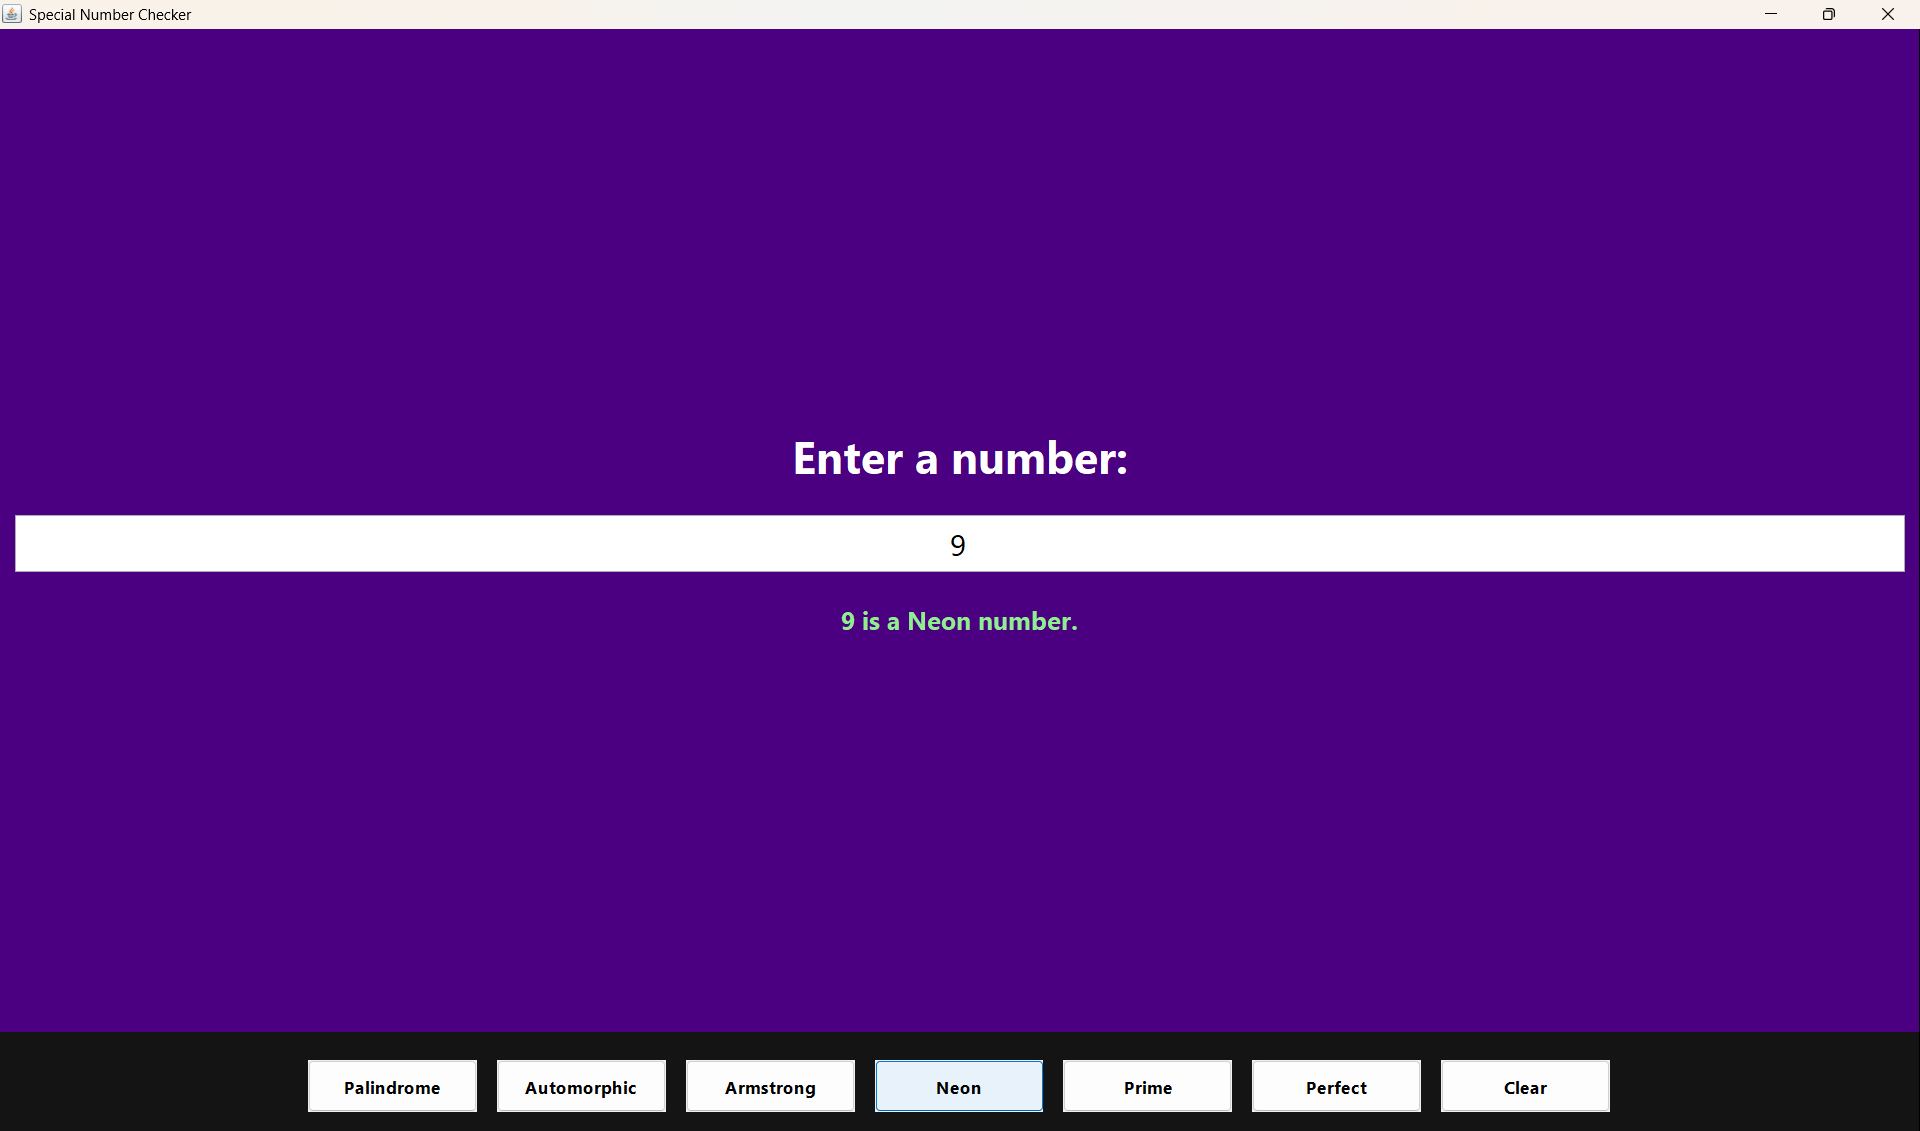 Special Number Checker
Enter a number:
9
9 is a Neon number.
Palindrome Automorphic Armstrong Neon Prime Perfect Clear